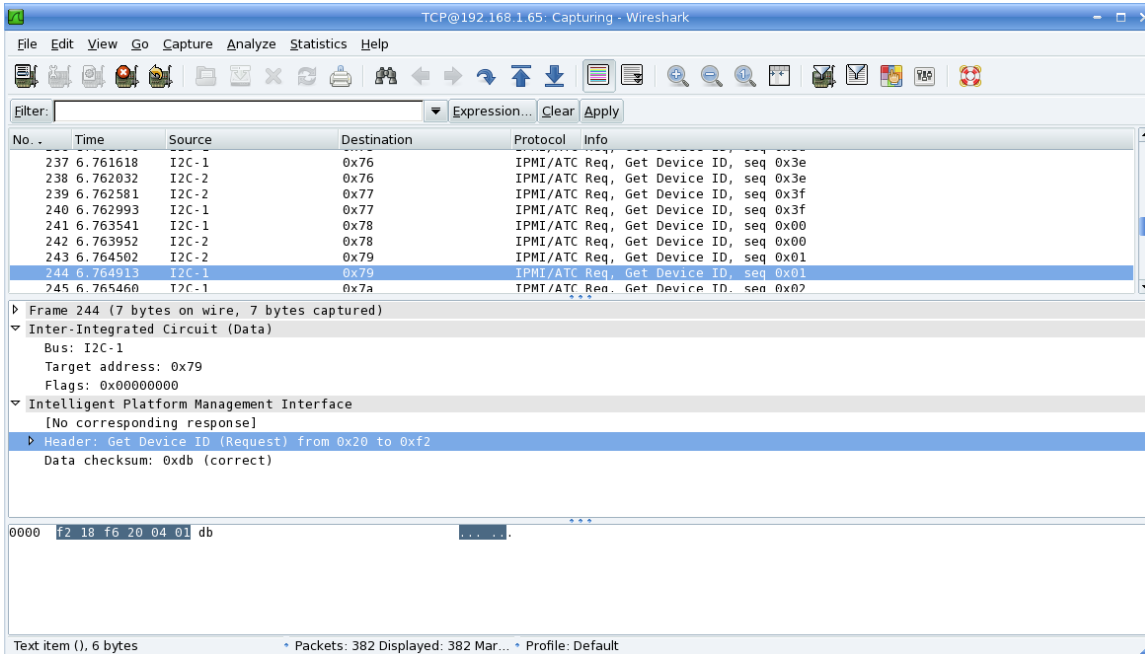 TCP@192.168.1.65: Capturing - Wireshark
File Edit View Go Capture Analyze Statistics Help
Filter: Expression... Clear Apply
No. . Time Source Destination Protocol Info
237 6.761618 I2C-1 0x76 IPMI/ATC Req, Get Device ID, seq 0x3e
238 6.762032 I2C-2 0x76 IPMI/ATC Req, Get Device ID, seq 0x3e
239 6.762581 I2C-2 0x77 IPMI/ATC Req, Get Device ID, seq 0x3f
240 6.762993 I2C-1 0x77 IPMI/ATC Req, Get Device ID, seq 0x3f
241 6.763541 I2C-1 0x78 IPMI/ATC Req, Get Device ID, seq 0x00
242 6.763952 I2C-2 0x78 IPMI/ATC Req, Get Device ID, seq 0x00
243 6.764502 I2C-2 0x79 IPMI/ATC Req, Get Device ID, seq 0x01
244 6.764913 I2C-1 0x79 IPMI/ATC Req, Get Device ID, seq 0x01
245 6.765460 I2C-1 0x7a IPMI/ATC Req, Get Device ID, seq 0x02
Frame 244 (7 bytes on wire, 7 bytes captured)
Inter-Integrated Circuit (Data)
Bus: I2C-1
Target address: 0x79
Flags: 0x00000000
Intelligent Platform Management Interface
[No corresponding response]
Header: Get Device ID (Request) from 0x20 to 0xf2
Data checksum: 0xdb (correct)
0000 f2 18 f6 20 04 01 db ... ...
Text item (), 6 bytes Packets: 382 Displayed: 382 Mar... Profile: Default